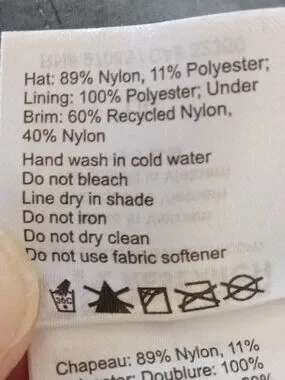 Hat: 89% Nylon, 11% Polyester;
Lining: 100% Polyester; Under
Brim: 60% Recycled Nylon,
40% Nylon
Hand wash in cold water
Do not bleach
Line dry in shade
Do not iron
Do not dry clean
Do not use fabric softener
30C
Chapeau: 89% Nylon, 11%
Doublure: 100%